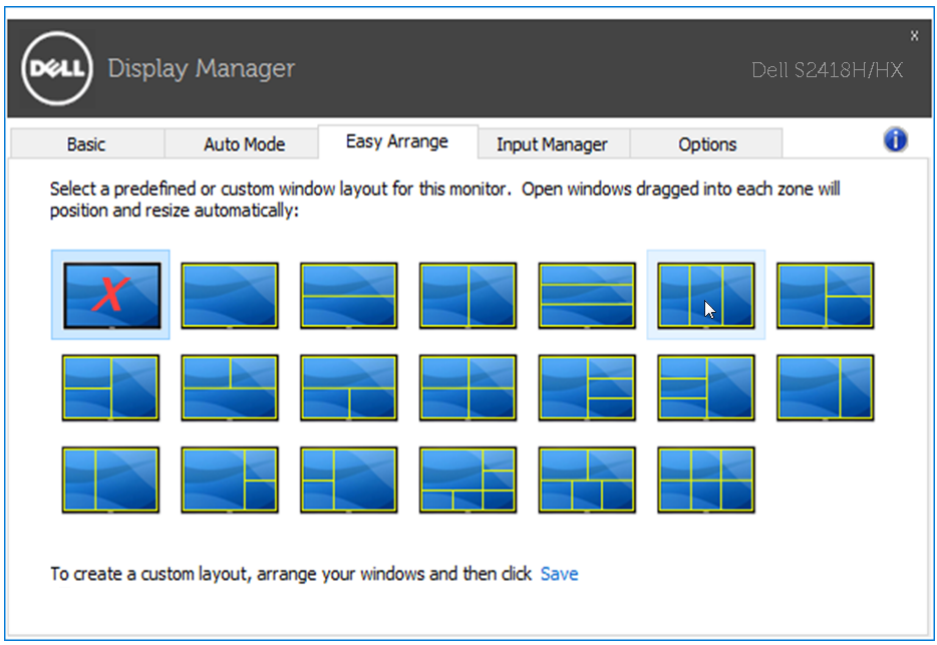 DELL
Display Manager
Dell S2418H/HX
x
Basic
Auto Mode
Easy Arrange
Input Manager
Options
i
Select a predefined or custom window layout for this monitor. Open windows dragged into each zone will
position and resize automatically:
X
To create a custom layout, arrange your windows and then click Save